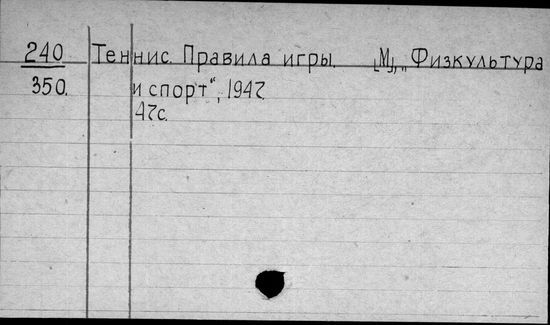 240 Теннис. Правила игры. [М], „Физкультура
350. и спорт“, 1947.
47с.